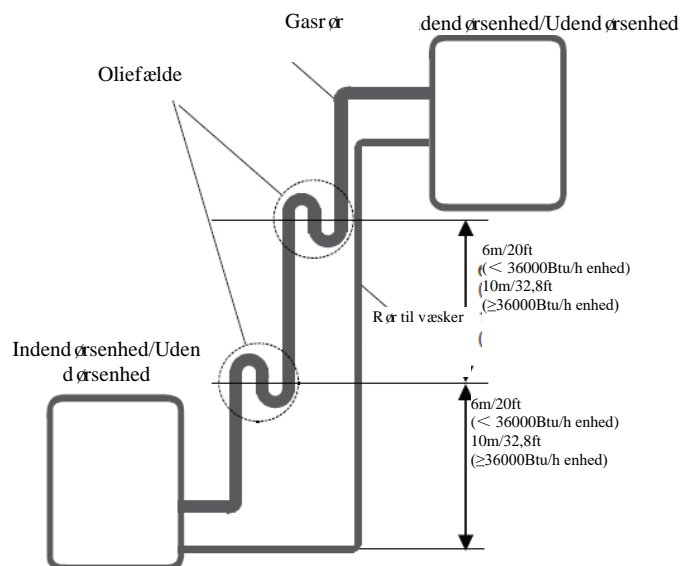 Gasrør
dendørsenhed/Udendørsenhed
Oliefælde
6m/20ft
(< 36000Btu/h enhed)
10m/32,8ft
(≥36000Btu/h enhed)
Rør til væsker
Indendørsenhed/Uden
dørsenhed
6m/20ft
(< 36000Btu/h enhed)
10m/32,8ft
(≥36000Btu/h enhed)